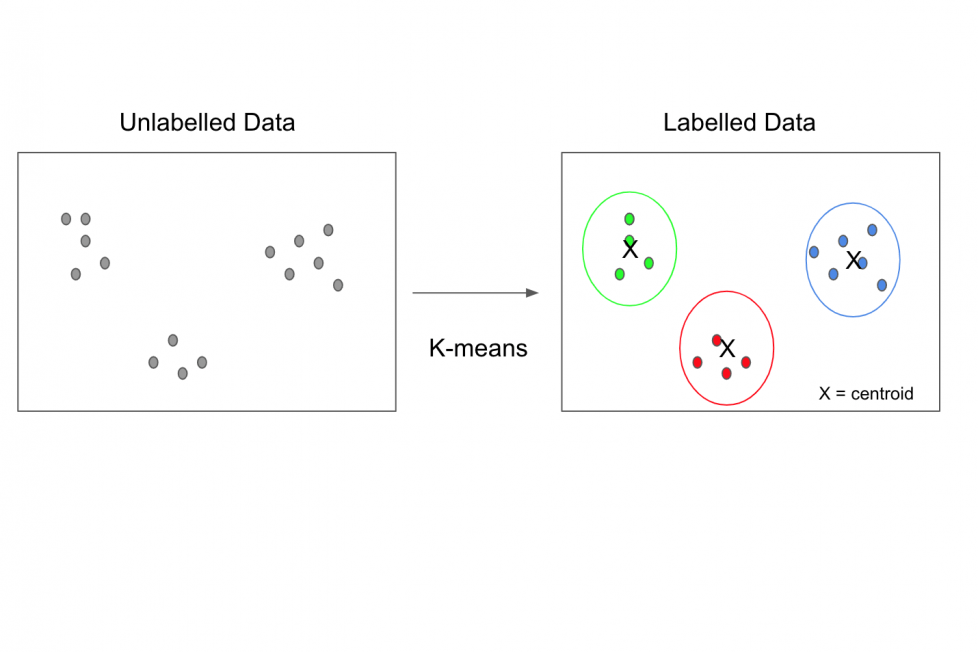 Unlabelled Data
Labelled Data
X
X
X
K-means
X = centroid